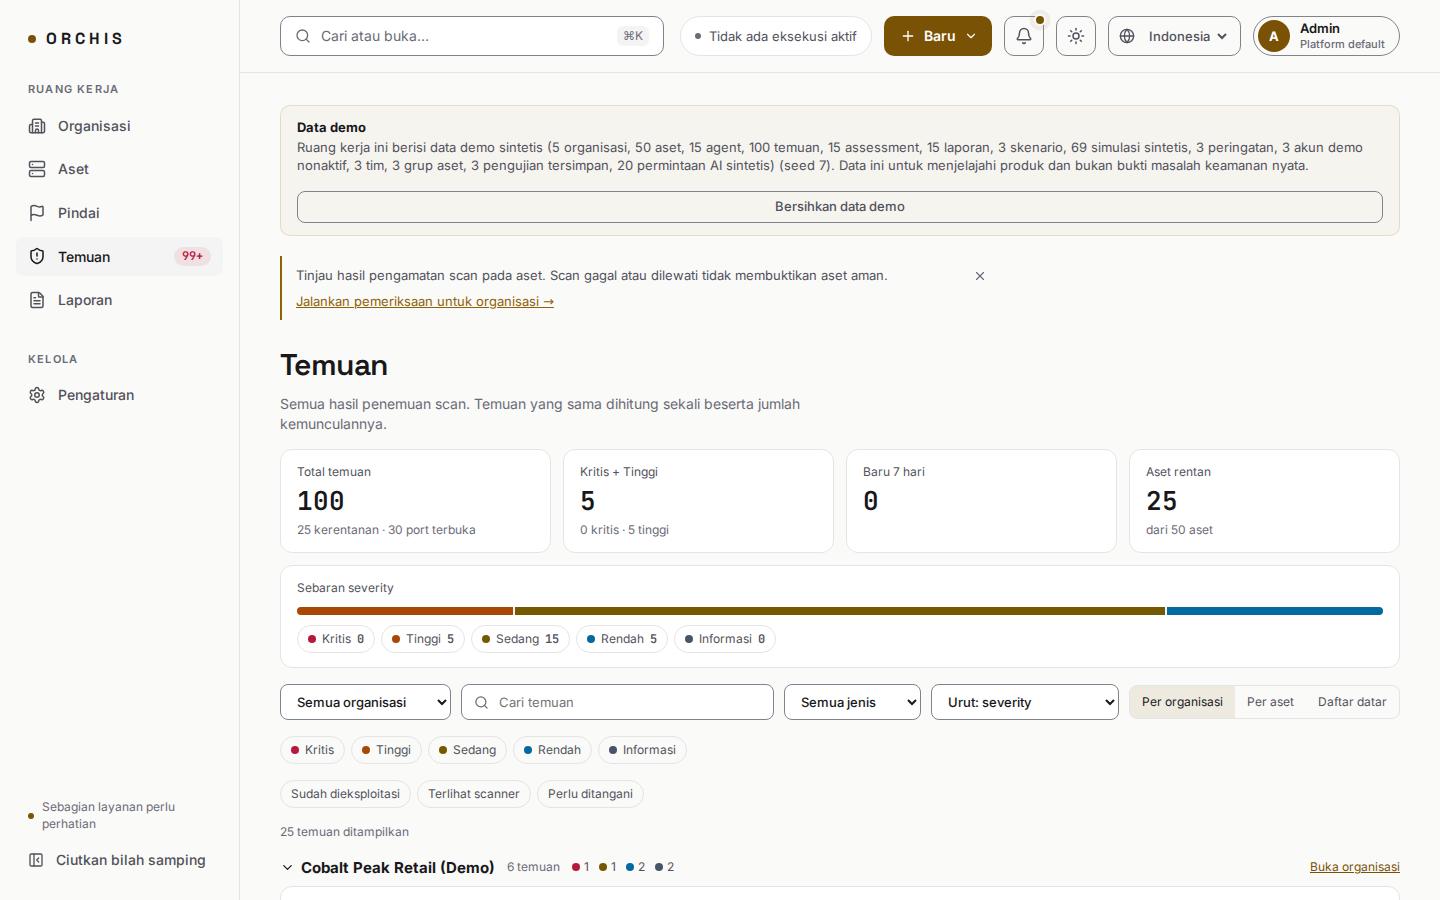 ORCHIS
RUANG KERJA
Organisasi
Aset
Pindai
Temuan
99+
Laporan
KELOLA
Pengaturan
Sebagian layanan perlu
perhatian
Ciutkan bilah samping
Cari atau buka...
⌘K
Tidak ada eksekusi aktif
Baru
Indonesia
A
Admin
Platform default
Data demo
Ruang kerja ini berisi data demo sintetis (5 organisasi, 50 aset, 15 agent, 100 temuan, 15 assessment, 15 laporan, 3 skenario, 69 simulasi sintetis, 3 peringatan, 3 akun demo
nonaktif, 3 tim, 3 grup aset, 3 pengujian tersimpan, 20 permintaan AI sintetis) (seed 7). Data ini untuk menjelajahi produk dan bukan bukti masalah keamanan nyata.
Bersihkan data demo
Tinjau hasil pengamatan scan pada aset. Scan gagal atau dilewati tidak membuktikan aset aman.
Jalankan pemeriksaan untuk organisasi →
Temuan
Semua hasil penemuan scan. Temuan yang sama dihitung sekali beserta jumlah
kemunculannya.
Total temuan
100
25 kerentanan · 30 port terbuka
Kritis + Tinggi
5
0 kritis · 5 tinggi
Baru 7 hari
0
Aset rentan
25
dari 50 aset
Sebaran severity
Kritis 0
Tinggi 5
Sedang 15
Rendah 5
Informasi 0
Semua organisasi
Cari temuan
Semua jenis
Urut: severity
Per organisasi
Per aset
Daftar datar
Kritis
Tinggi
Sedang
Rendah
Informasi
Sudah dieksploitasi
Terlihat scanner
Perlu ditangani
25 temuan ditampilkan
Cobalt Peak Retail (Demo)
6 temuan
1
1
2
2
Buka organisasi